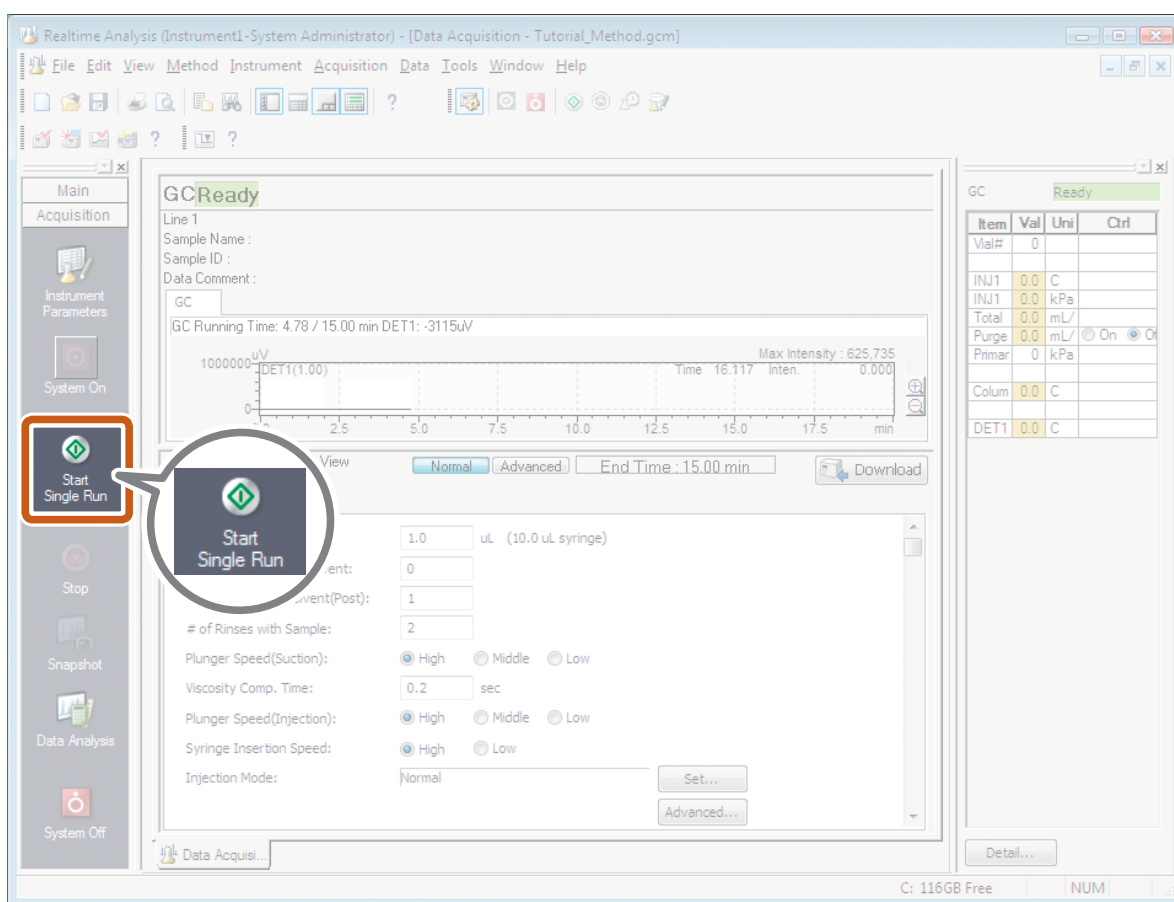 Realtime Analysis (Instrument1-System Administrator) - [Data Acquisition - Tutorial_Method.gcm]
File Edit View Method Instrument Acquisition Data Tools Window Help
?
? ?
Main
Acquisition
Instrument
Parameters
System On
Start
Single Run
Stop
Snapshot
Data Analysis
System Off
GC Ready
Line 1
Sample Name :
Sample ID :
Data Comment :
GC
GC Running Time: 4.78 / 15.00 min DET1: -3115uV
uV
Max Intensity : 625,735
1000000
DET1(1.00)
Time 16.117 Inten. 0.000
0
2.5 5.0 7.5 10.0 12.5 15.0 17.5 min
View
Normal Advanced End Time : 15.00 min Download
Start
Single Run
1.0 uL (10.0 uL syringe)
vent: 0
vent(Post): 1
# of Rinses with Sample: 2
Plunger Speed(Suction): High Middle Low
Viscosity Comp. Time: 0.2 sec
Plunger Speed(Injection): High Middle Low
Syringe Insertion Speed: High Low
Injection Mode: Normal Set...
Advanced...
Data Acquisi...
GC Ready
Item Val Uni Ctrl
Vial# 0
INJ1 0.0 C
INJ1 0.0 kPa
Total 0.0 mL/
Purge 0.0 mL/ On Of
Primar 0 kPa
Colum 0.0 C
DET1 0.0 C
Detail...
C: 116GB Free NUM